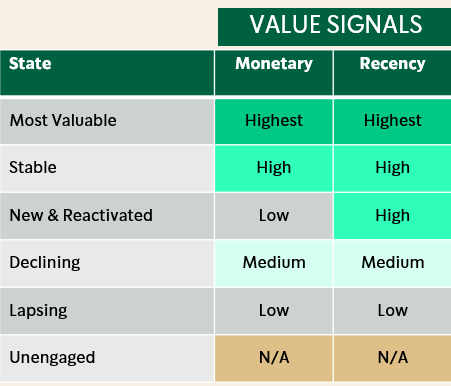 VALUE SIGNALS
State Monetary Recency
Most Valuable Highest Highest
Stable High High
New & Reactivated Low High
Declining Medium Medium
Lapsing Low Low
Unengaged N/A N/A